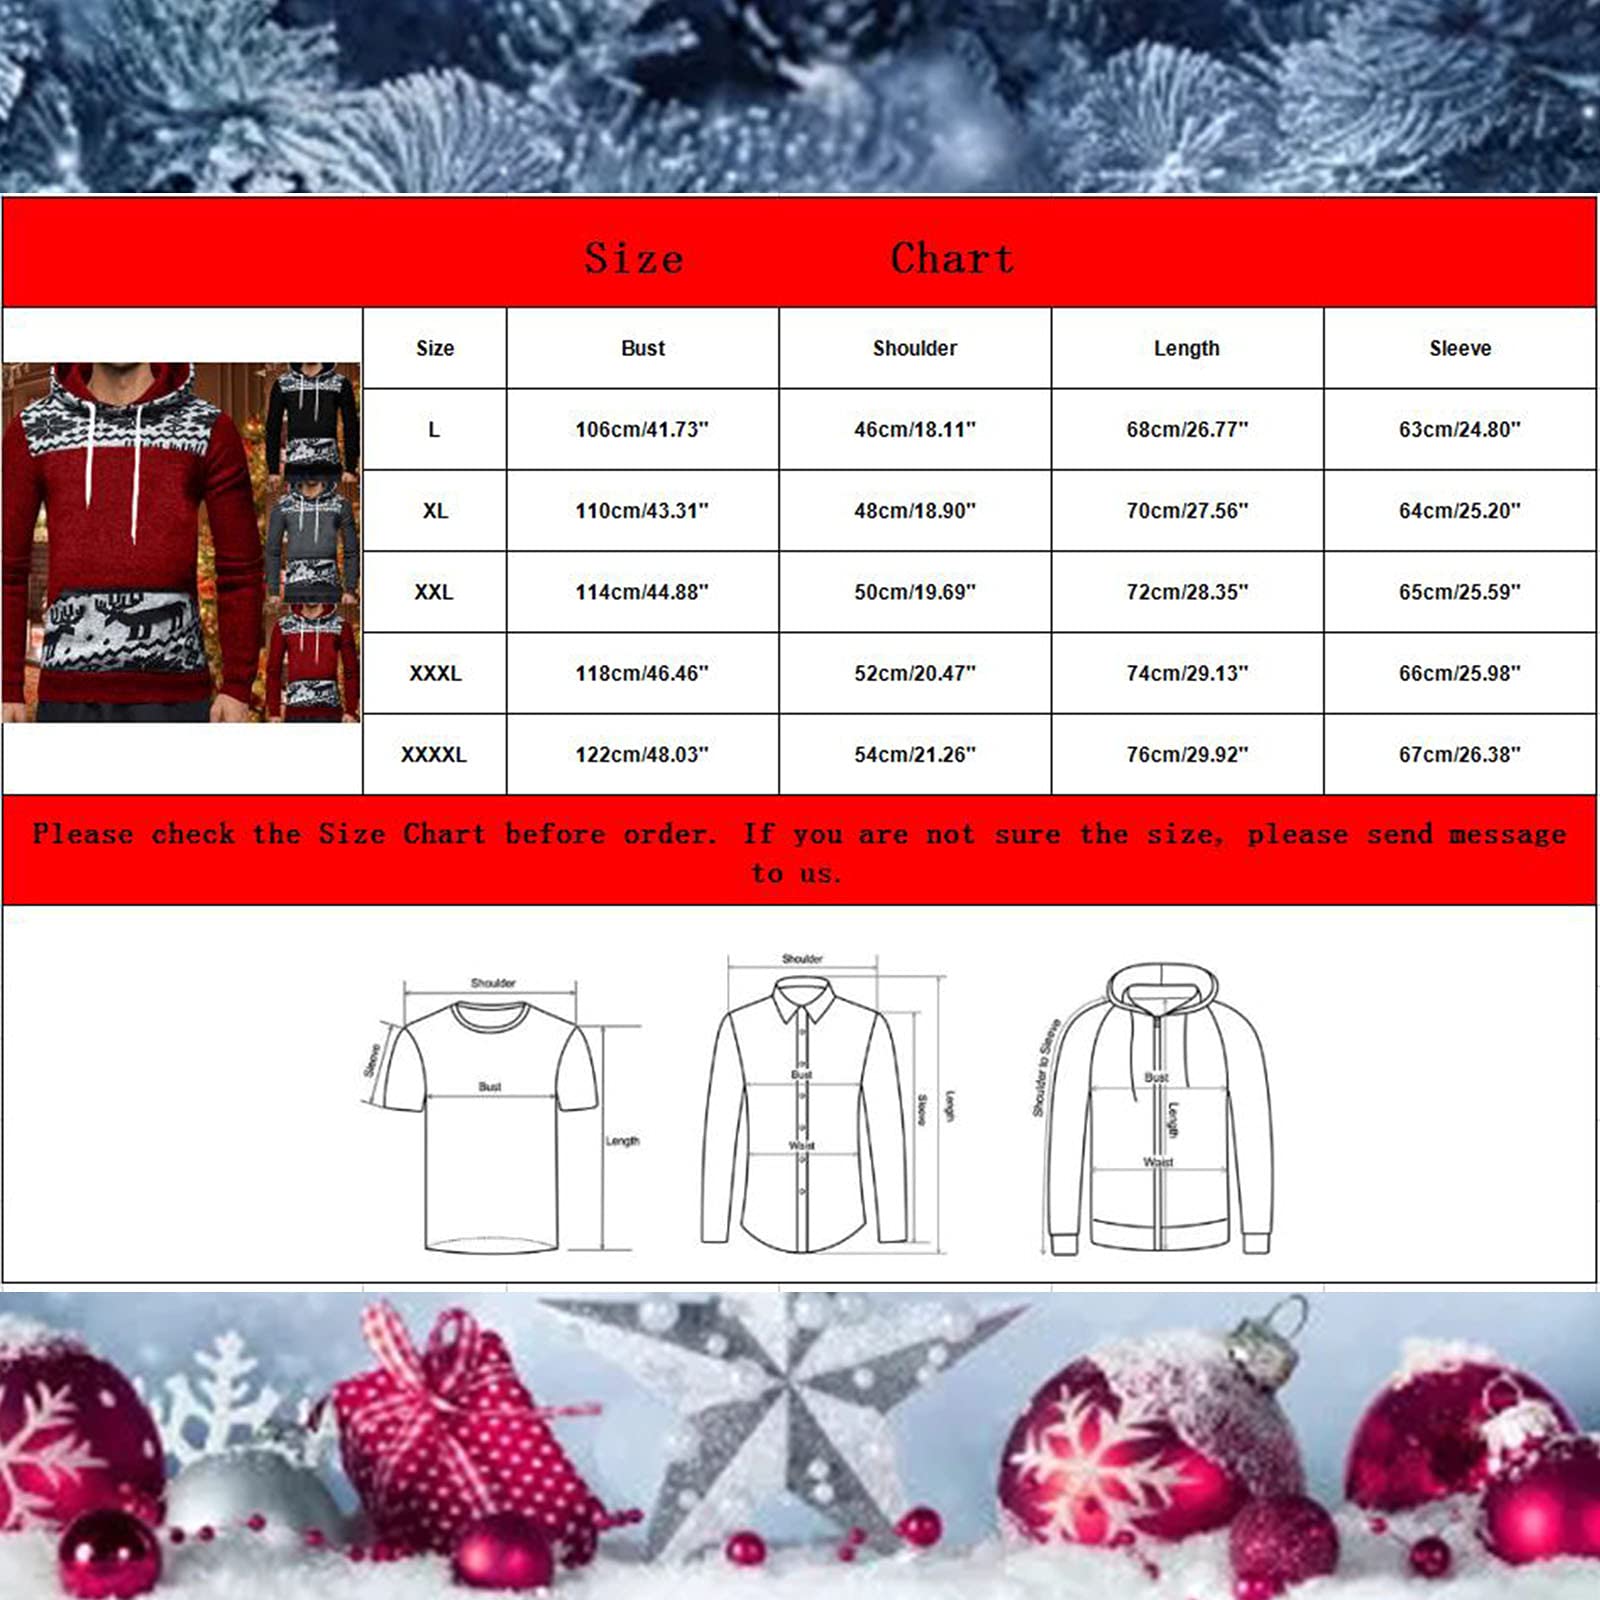 Size Chart
Size Bust Shoulder Length Sleeve
L 106cm/41.73" 46cm/18.11" 68cm/26.77" 63cm/24.80"
XL 110cm/43.31" 48cm/18.90" 70cm/27.56" 64cm/25.20"
XXL 114cm/44.88" 50cm/19.69" 72cm/28.35" 65cm/25.59"
XXXL 118cm/46.46" 52cm/20.47" 74cm/29.13" 66cm/25.98"
XXXXL 122cm/48.03" 54cm/21.26" 76cm/29.92" 67cm/26.38"
Please check the Size Chart before order. If you are not sure the size, please send message
to us.
Shoulder
Sleeve
Bust
Length
Shoulder
Bust
Waist
Sleeve
Length
Shoulder to Sleeve
Bust
Length
Waist